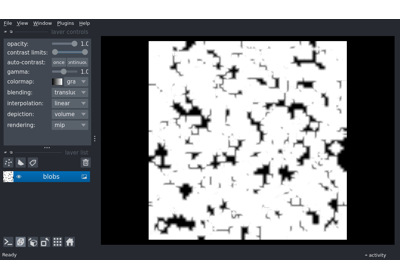 File View Window Plugins Help
layer controls
opacity: 1.0
contrast limits:
auto-contrast: once
gamma: 1.0
colormap: gra
blending: translu
interpolation: linear
depiction: volume
rendering: mip
layer list
blobs
Ready
activity